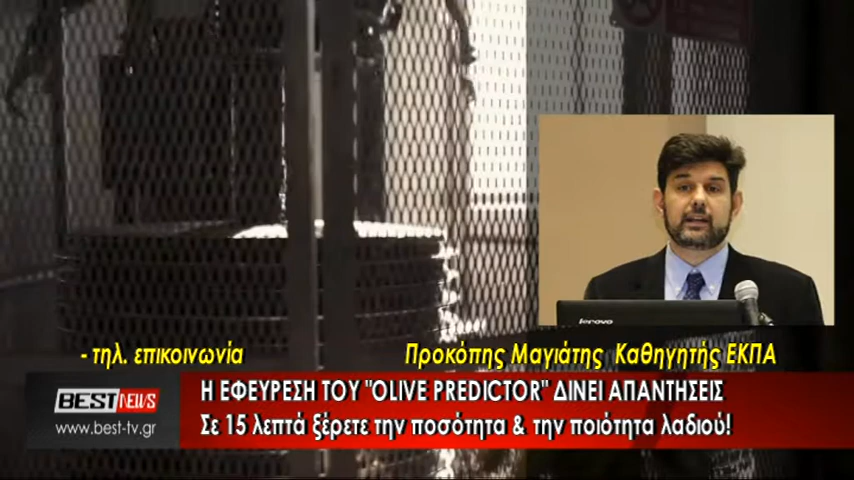 lenovo
- τηλ. επικοινωνία
Προκόπης Μαγιάτης Καθηγητής ΕΚΠΑ
BEST NEWS
www.best-tv.gr
Η ΕΦΕΥΡΕΣΗ ΤΟΥ "OLIVE PREDICTOR" ΔΙΝΕΙ ΑΠΑΝΤΗΣΕΙΣ
Σε 15 λεπτά ξέρετε την ποσότητα & την ποιότητα λαδιού!